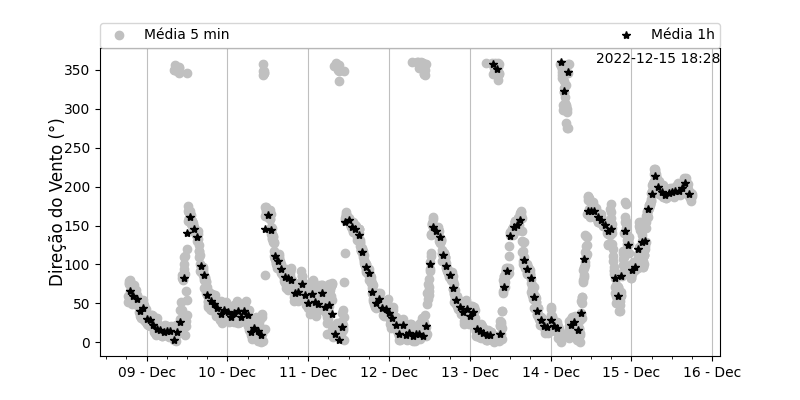 Média 5 min
Média 1h
2022-12-15 18:28
Direção do Vento (°)
350
300
250
200
150
100
50
0
09 - Dec
10 - Dec
11 - Dec
12 - Dec
13 - Dec
14 - Dec
15 - Dec
16 - Dec